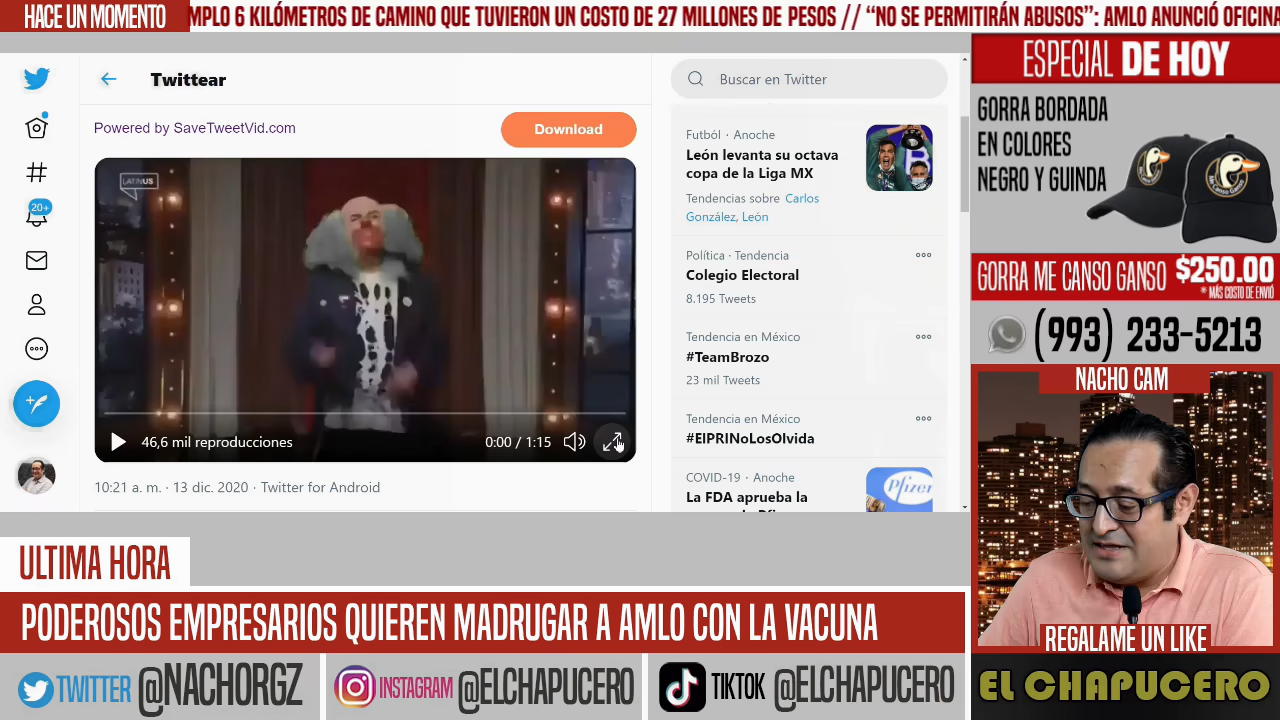 HACE UN MOMENTO
MPLO 6 KILÓMETROS DE CAMINO QUE TUVIERON UN COSTO DE 27 MILLONES DE PESOS // “NO SE PERMITIRÁN ABUSOS”: AMLO ANUNCIÓ OFICINA
Twittear
Powered by SaveTweetVid.com
Download
LATINUS
46,6 mil reproducciones
0:00 / 1:15
10:21 a. m. · 13 dic. 2020 · Twitter for Android
20+
Buscar en Twitter
Futból · Anoche
León levanta su octava
copa de la Liga MX
Tendencias sobre Carlos
González, León
Política · Tendencia
Colegio Electoral
8.195 Tweets
Tendencia en México
#TeamBrozo
23 mil Tweets
Tendencia en México
#ElPRINoLosOlvida
COVID-19 · Anoche
La FDA aprueba la
Pfizer
ESPECIAL DE HOY
GORRA BORDADA
EN COLORES
NEGRO Y GUINDA
Me Canso Ganso
GORRA ME CANSO GANSO $250.00
* MÁS COSTO DE ENVIÓ
(993) 233-5213
NACHO CAM
REGALAME UN LIKE
EL CHAPUCERO
ULTIMA HORA
PODEROSOS EMPRESARIOS QUIEREN MADRUGAR A AMLO CON LA VACUNA
TWITTER @NACHORGZ
INSTAGRAM @ELCHAPUCERO
TIKTOK @ELCHAPUCERO